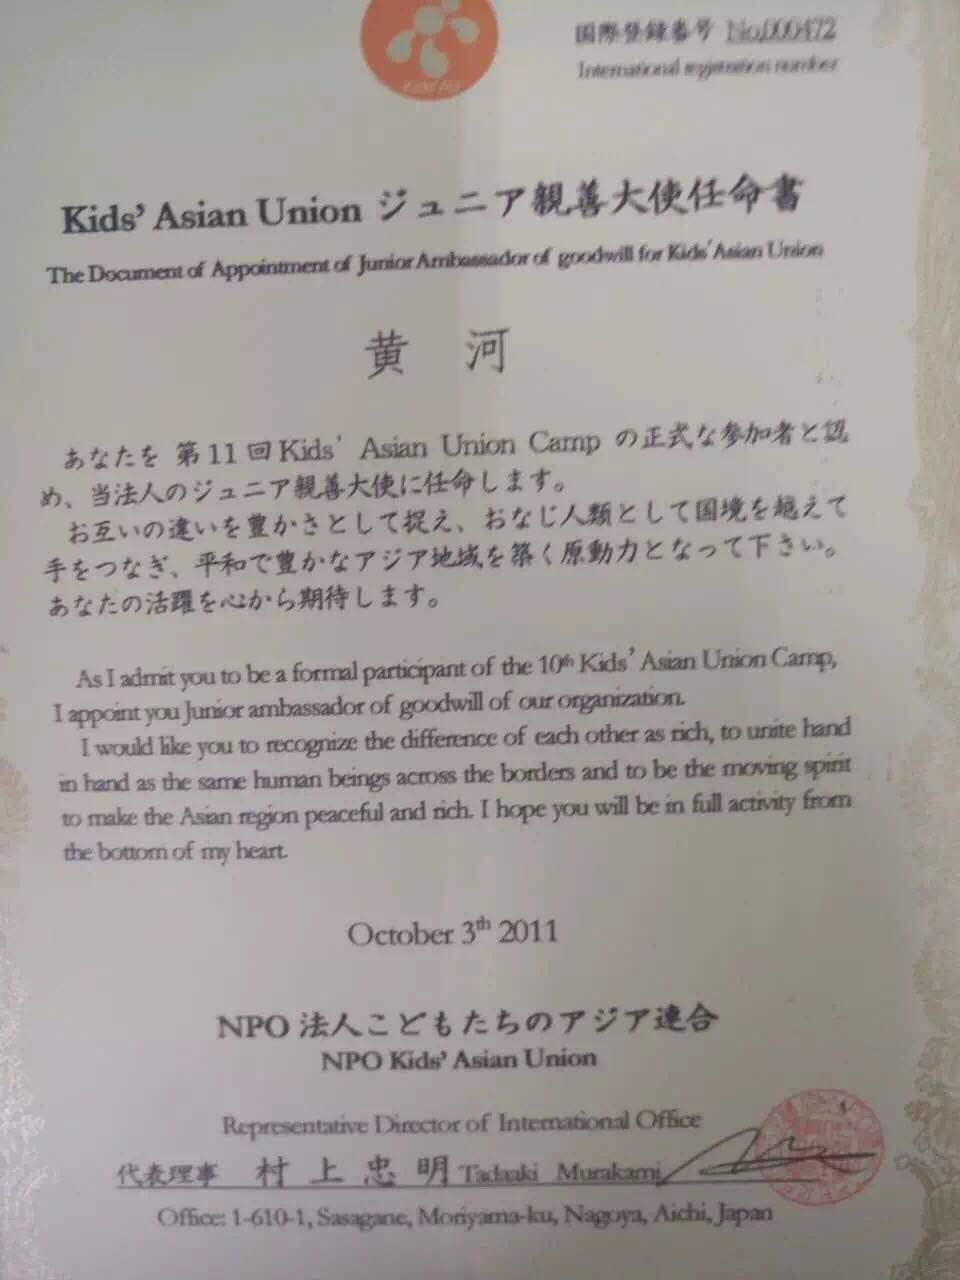 国際登録番号 No,000472
International registration number
Kids' Asian Union ジュニア親善大使任命書
The Document of Appointment of Junior Ambassador of goodwill for Kids' Asian Union
黄 河
あなたを 第11回Kids' Asian Union Camp の正式な参加者と認
め、当法人のジュニア親善大使に任命します。
お互いの違いを豊かさとして捉え、おなじ人類として国境を越えて
手をつなぎ、平和で豊かなアジア地域を築く原動力となって下さい。
あなたの活躍を心から期待します。
As I admit you to be a formal participant of the 10th Kids' Asian Union Camp,
I appoint you Junior ambassador of goodwill of our organization.
I would like you to recognize the difference of each other as rich, to unite hand
in hand as the same human beings across the borders and to be the moving spirit
to make the Asian region peaceful and rich. I hope you will be in full activity from
the bottom of my heart.
October 3th 2011
NPO 法人こどもたちのアジア連合
NPO Kids' Asian Union
Representative Director of International Office
代表理事 村上忠明 Tadaaki Murakami
Office: 1-610-1, Sasagane, Moriyama-ku, Nagoya, Aichi, Japan